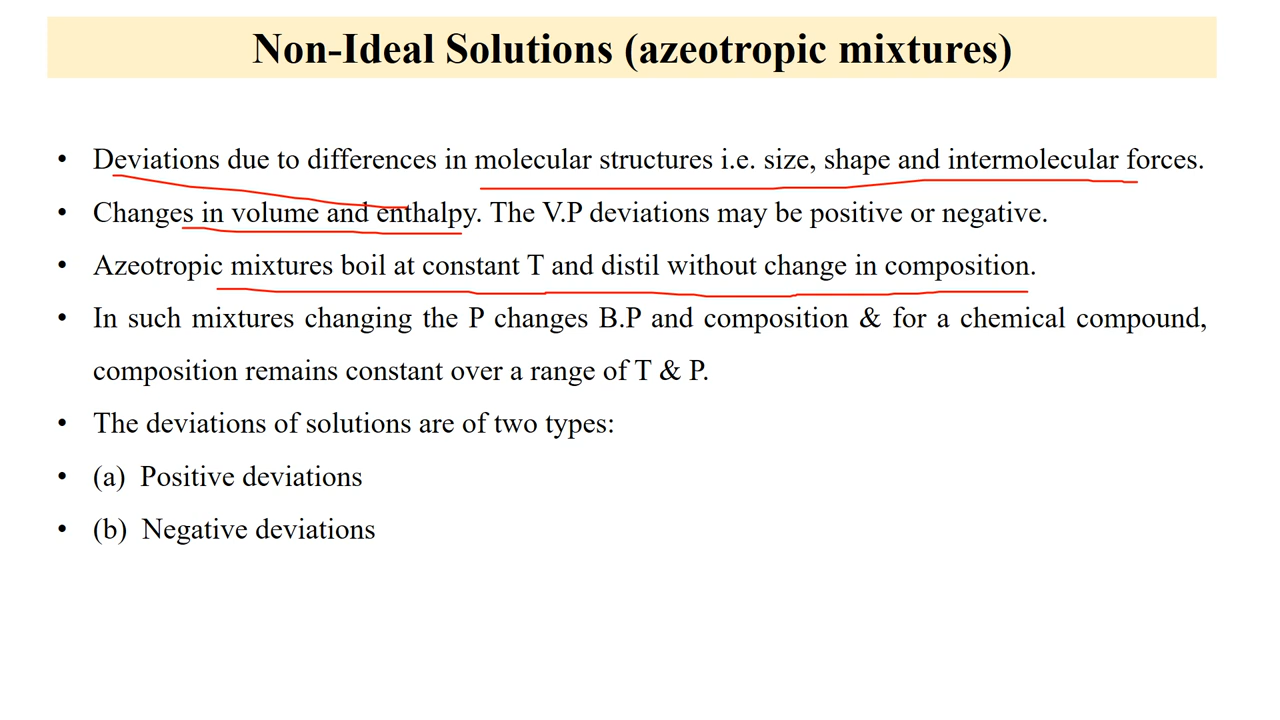 Non-Ideal Solutions (azeotropic mixtures)
• Deviations due to differences in molecular structures i.e. size, shape and intermolecular forces.
• Changes in volume and enthalpy. The V.P deviations may be positive or negative.
• Azeotropic mixtures boil at constant T and distil without change in composition.
• In such mixtures changing the P changes B.P and composition & for a chemical compound,
composition remains constant over a range of T & P.
• The deviations of solutions are of two types:
• (a) Positive deviations
• (b) Negative deviations